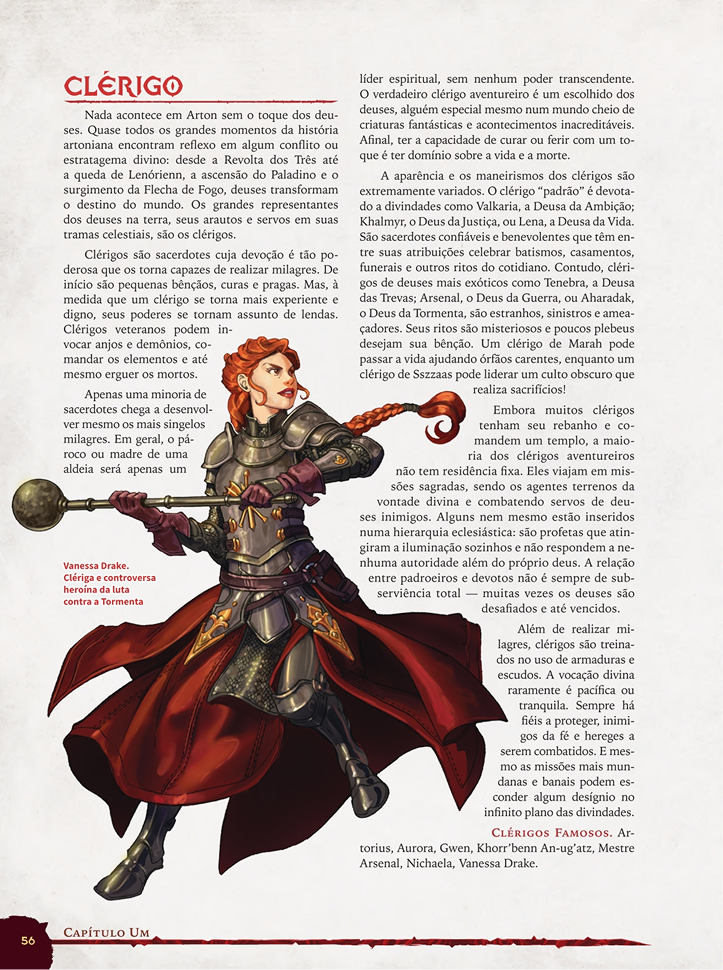 CLÉRIGO
Nada acontece em Arton sem o toque dos deu-
ses. Quase todos os grandes momentos da história
artoniana encontram reflexo em algum conflito ou
estratagema divino: desde a Revolta dos Três até
a queda de Lenórienn, a ascensão do Paladino e o
surgimento da Flecha de Fogo, deuses transformam
o destino do mundo. Os grandes representantes
dos deuses na terra, seus arautos e servos em suas
tramas celestiais, são os clérigos.
Clérigos são sacerdotes cuja devoção é tão po-
derosa que os torna capazes de realizar milagres. De
início são pequenas bênçãos, curas e pragas. Mas, à
medida que um clérigo se torna mais experiente e
digno, seus poderes se tornam assunto de lendas.
Clérigos veteranos podem in-
vocar anjos e demônios, co-
mandar os elementos e até
mesmo erguer os mortos.
Apenas uma minoria de
sacerdotes chega a desenvol-
ver mesmo os mais singelos
milagres. Em geral, o pá-
roco ou madre de uma
aldeia será apenas um
Vanessa Drake.
Clériga e controversa
heroína da luta
contra a Tormenta
líder espiritual, sem nenhum poder transcendente.
O verdadeiro clérigo aventureiro é um escolhido dos
deuses, alguém especial mesmo num mundo cheio de
criaturas fantásticas e acontecimentos inacreditáveis.
Afinal, ter a capacidade de curar ou ferir com um to-
que é ter domínio sobre a vida e a morte.
A aparência e os maneirismos dos clérigos são
extremamente variados. O clérigo “padrão” é devota-
do a divindades como Valkaria, a Deusa da Ambição;
Khalmyr, o Deus da Justiça, ou Lena, a Deusa da Vida.
São sacerdotes confiáveis e benevolentes que têm en-
tre suas atribuições celebrar batismos, casamentos,
funerais e outros ritos do cotidiano. Contudo, cléri-
gos de deuses mais exóticos como Tenebra, a Deusa
das Trevas; Arsenal, o Deus da Guerra, ou Aharadak,
o Deus da Tormenta, são estranhos, sinistros e amea-
çadores. Seus ritos são misteriosos e poucos plebeus
desejam sua bênção. Um clérigo de Marah pode
passar a vida ajudando órfãos carentes, enquanto um
clérigo de Sszzaas pode liderar um culto obscuro que
realiza sacrifícios!
Embora muitos clérigos
tenham seu rebanho e co-
mandem um templo, a maio-
ria dos clérigos aventureiros
não tem residência fixa. Eles viajam em mis-
sões sagradas, sendo os agentes terrenos da
vontade divina e combatendo servos de deu-
ses inimigos. Alguns nem mesmo estão inseridos
numa hierarquia eclesiástica: são profetas que atin-
giram a iluminação sozinhos e não respondem a ne-
nhuma autoridade além do próprio deus. A relação
entre padroeiros e devotos não é sempre de sub-
serviência total — muitas vezes os deuses são
desafiados e até vencidos.
Além de realizar mi-
lagres, clérigos são treina-
dos no uso de armaduras e
escudos. A vocação divina
raramente é pacífica ou
tranquila. Sempre há
fiéis a proteger, inimi-
gos da fé e hereges a
serem combatidos. E mes-
mo as missões mais mun-
danas e banais podem es-
conder algum desígnio no
infinito plano das divindades.
CLÉRIGOS FAMOSOS. Ar-
torius, Aurora, Gwen, Khorr’benn An-ug’atz, Mestre
Arsenal, Nichaela, Vanessa Drake.
56
CAPÍTULO UM